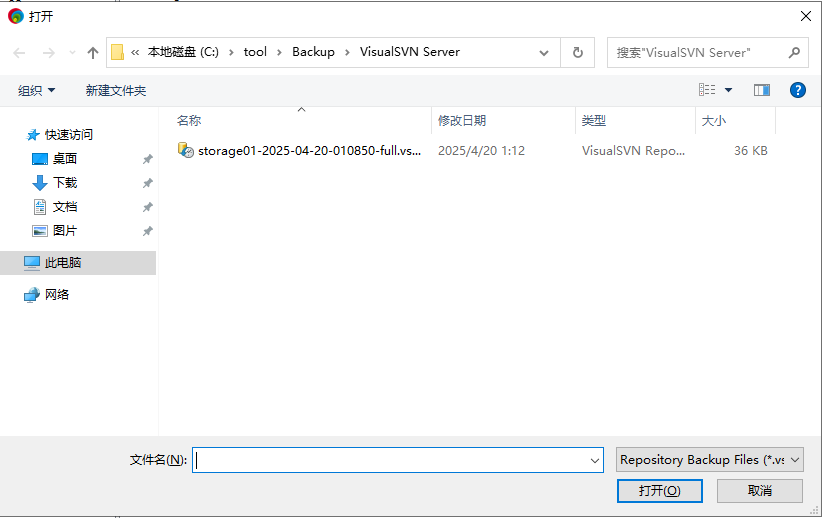 打开
« 本地磁盘 (C:) › tool › Backup › VisualSVN Server
搜索"VisualSVN Server"
组织
新建文件夹
名称
修改日期
类型
大小
快速访问
桌面
下载
文档
图片
此电脑
网络
storage01-2025-04-20-010850-full.vs...
2025/4/20 1:12
VisualSVN Repo...
36 KB
文件名(N):
Repository Backup Files (*.vs
打开(O)
取消